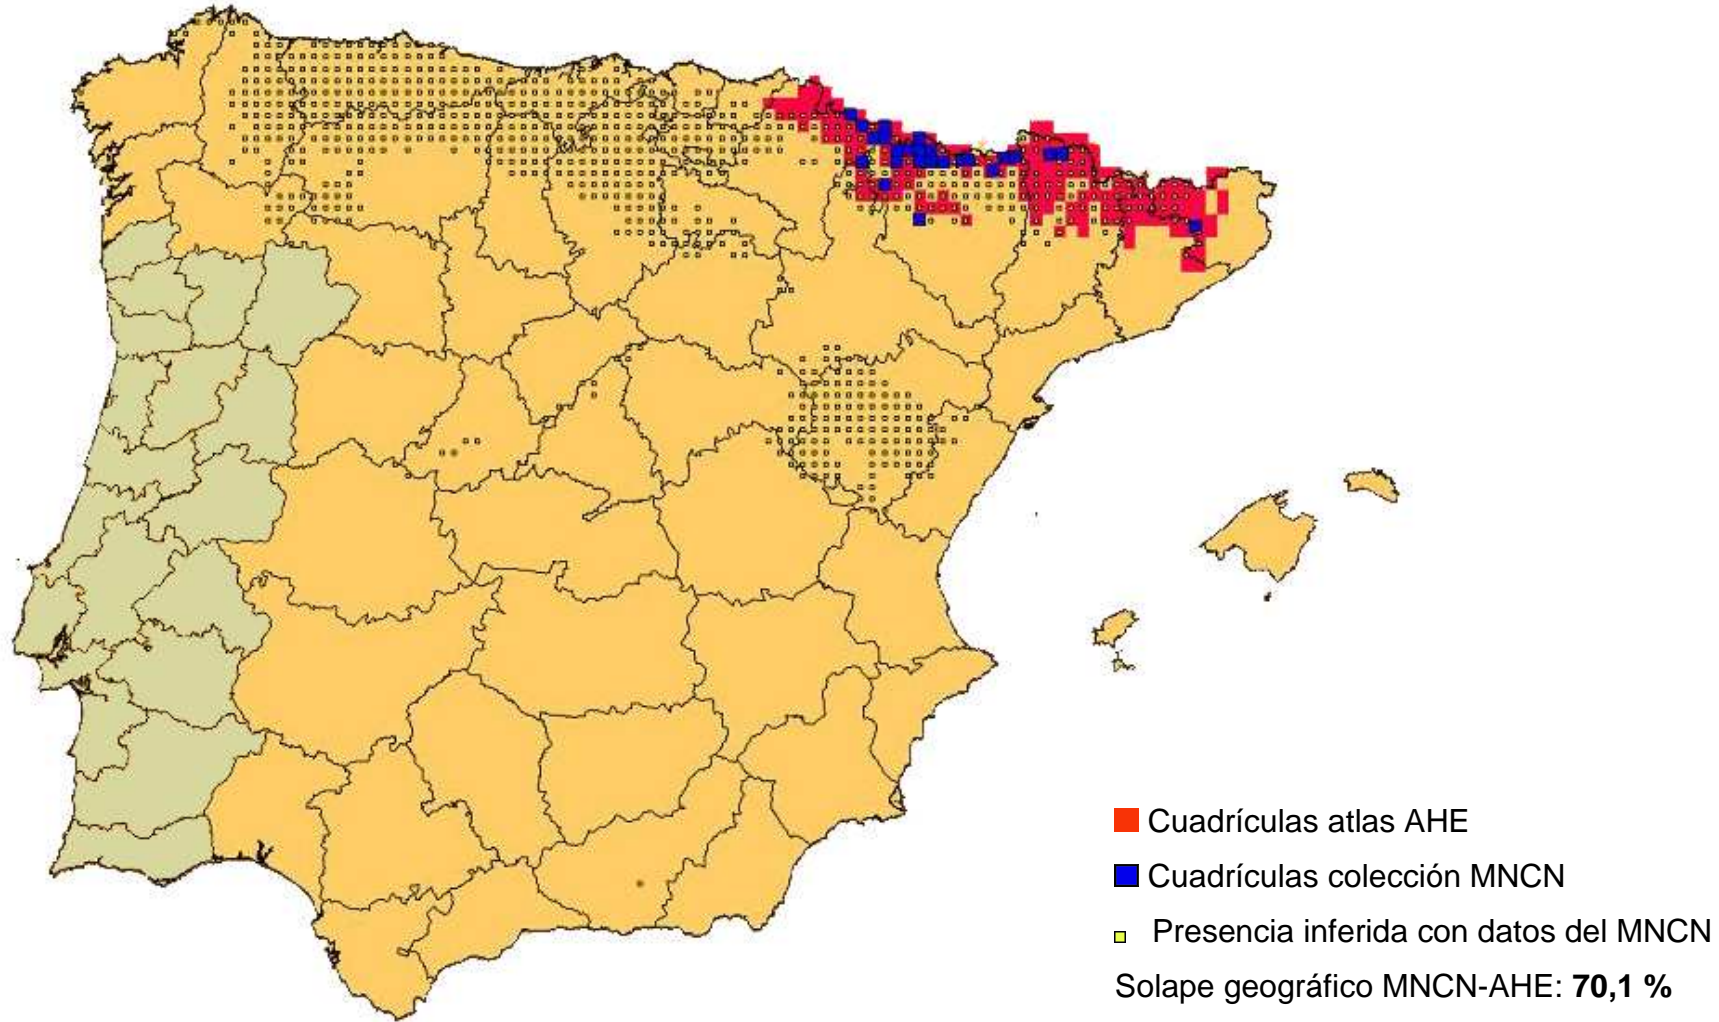 Cuadrículas atlas AHE
Cuadrículas colección MNCN
Presencia inferida con datos del MNCN
Solape geográfico MNCN-AHE: 70,1 %